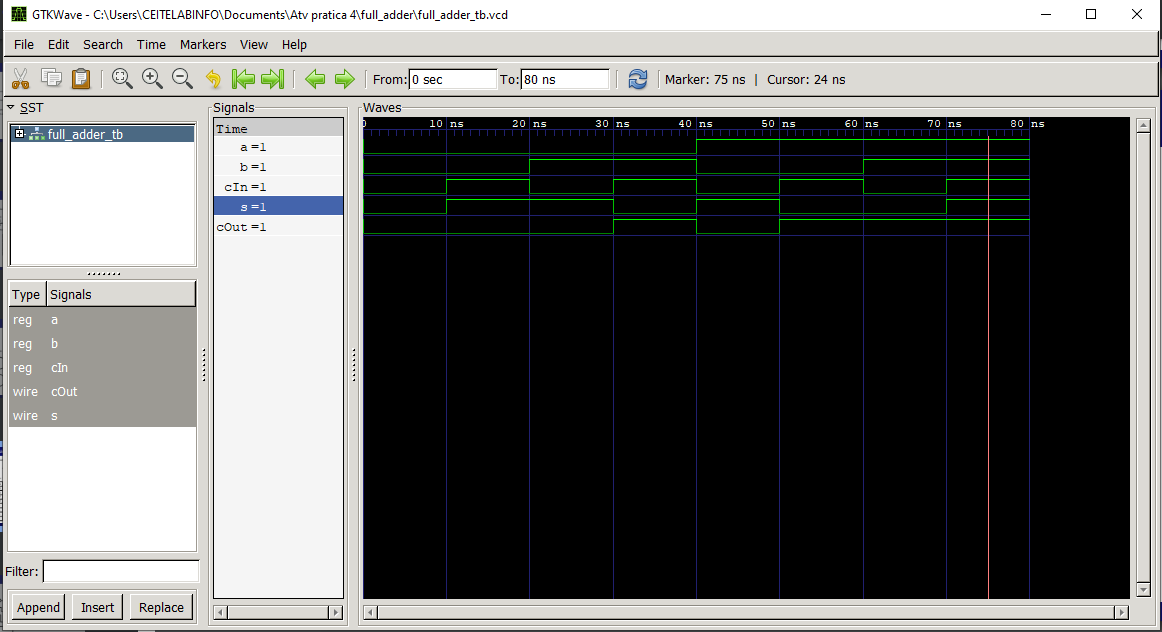 GTKWave - C:\Users\CEITELABINFO\Documents\Atv pratica 4\full_adder\full_adder_tb.vcd
File Edit Search Time Markers View Help
From: 0 sec To: 80 ns Marker: 75 ns | Cursor: 24 ns
SST
full_adder_tb
Type Signals
reg a
reg b
reg cIn
wire cOut
wire s
Filter:
Append Insert Replace
Signals
Time
a =1
b =1
cIn =1
s =1
cOut =1
Waves
0 10 ns 20 ns 30 ns 40 ns 50 ns 60 ns 70 ns 80 ns